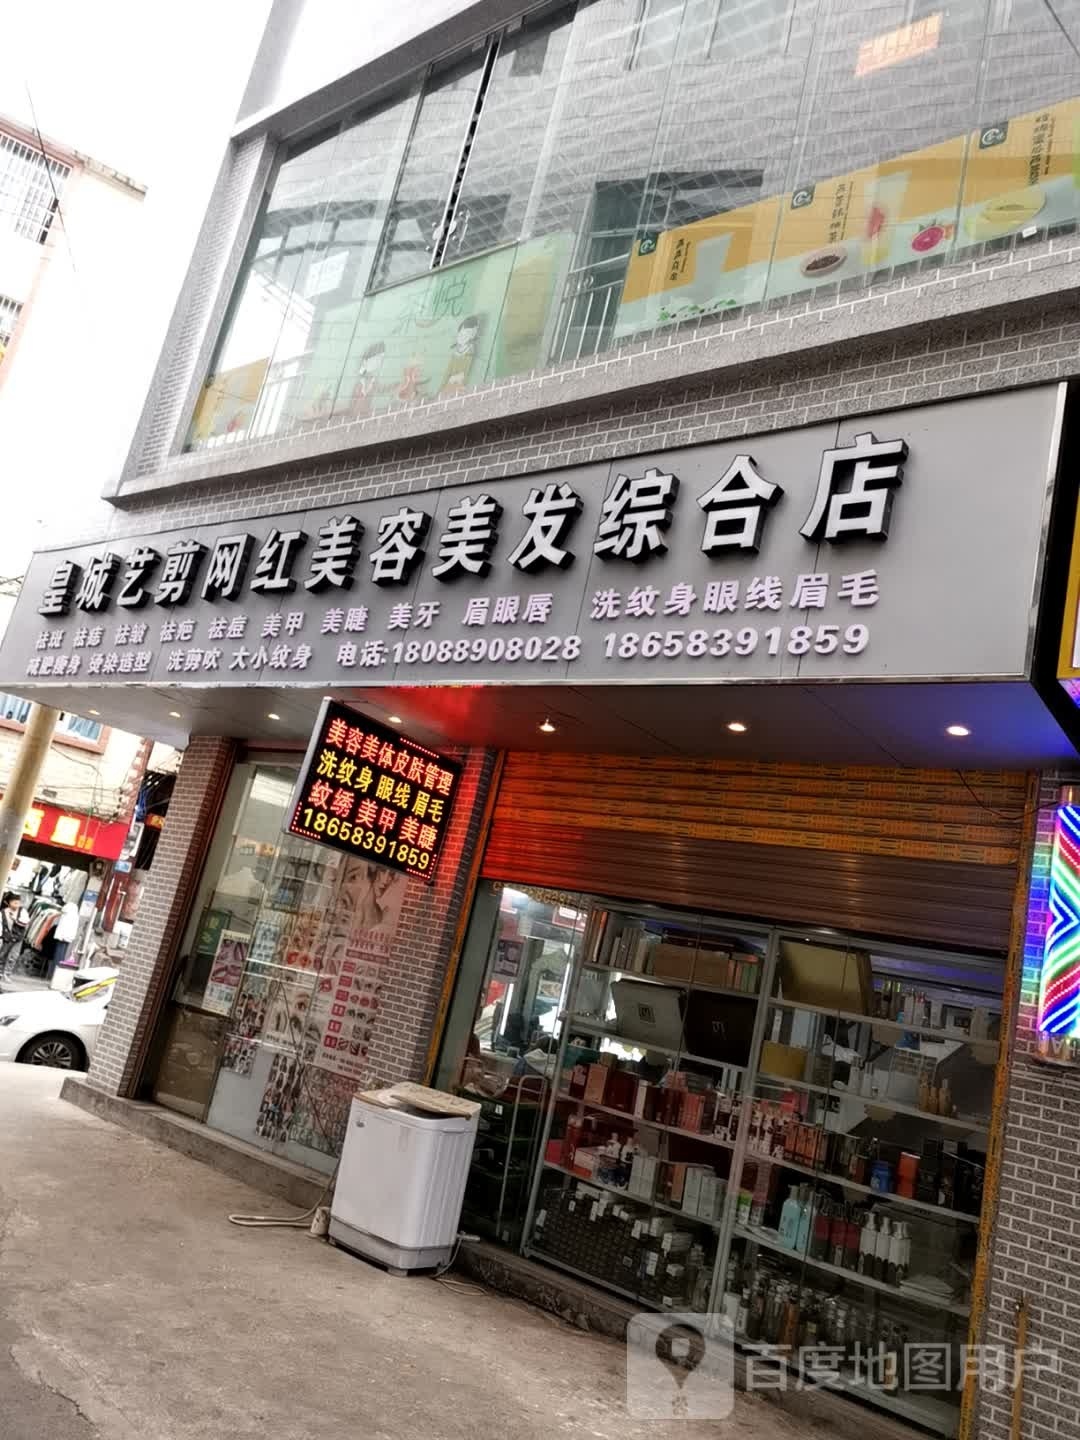 禾悦
皇城艺剪网红美容美发综合店
祛斑 祛痣 祛皱 祛疤 祛痘 美甲 美睫 美牙 眉眼唇 洗纹身眼线眉毛
减肥瘦身 烫染造型 洗剪吹 大小纹身 电话:18088908028 18658391859
美容美体皮肤管理
洗纹身 眼线 眉毛
纹绣 美甲 美睫
18658391859
百度地图用户